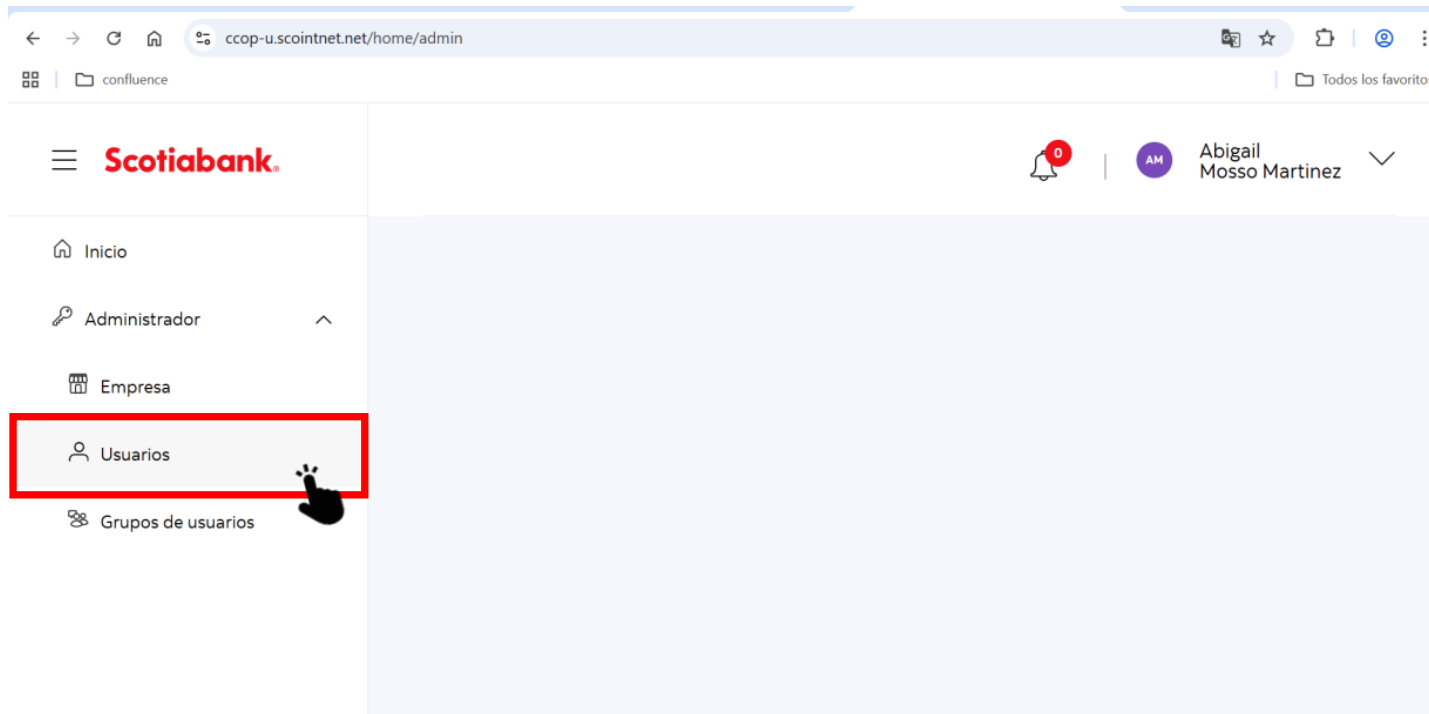 ccop-u.scointnet.net/home/admin
confluence
Todos los favoritos
Scotiabank.
0
AM
Abigail
Mosso Martinez
Inicio
Administrador
Empresa
Usuarios
Grupos de usuarios